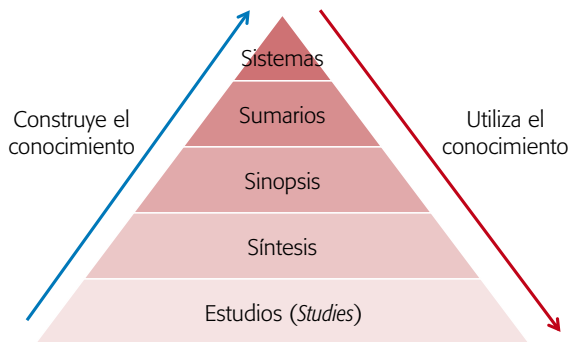 Sistemas
Construye el
conocimiento
Sumarios
Utiliza el
conocimiento
Sinopsis
Síntesis
Estudios (Studies)